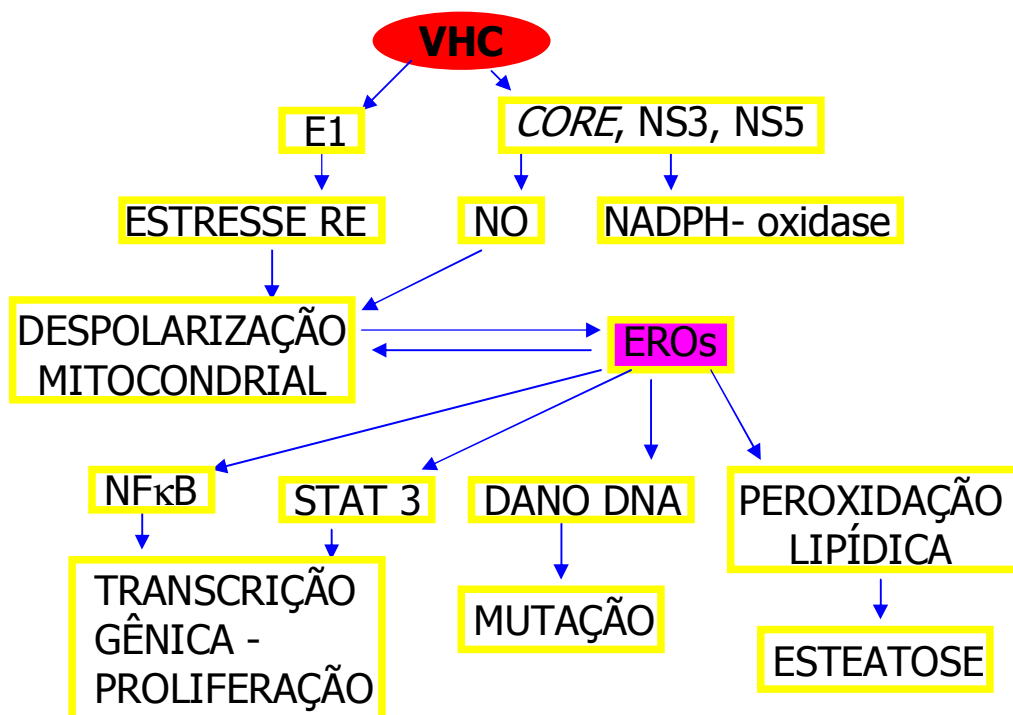 VHC
E1
CORE, NS3, NS5
ESTRESSE RE
NO
NADPH- oxidase
DESPOLARIZAÇÃO
MITOCONDRIAL
EROs
NFκB
STAT 3
DANO DNA
PEROXIDAÇÃO
LIPÍDICA
TRANSCRIÇÃO
GÊNICA -
PROLIFERAÇÃO
MUTAÇÃO
ESTEATOSE